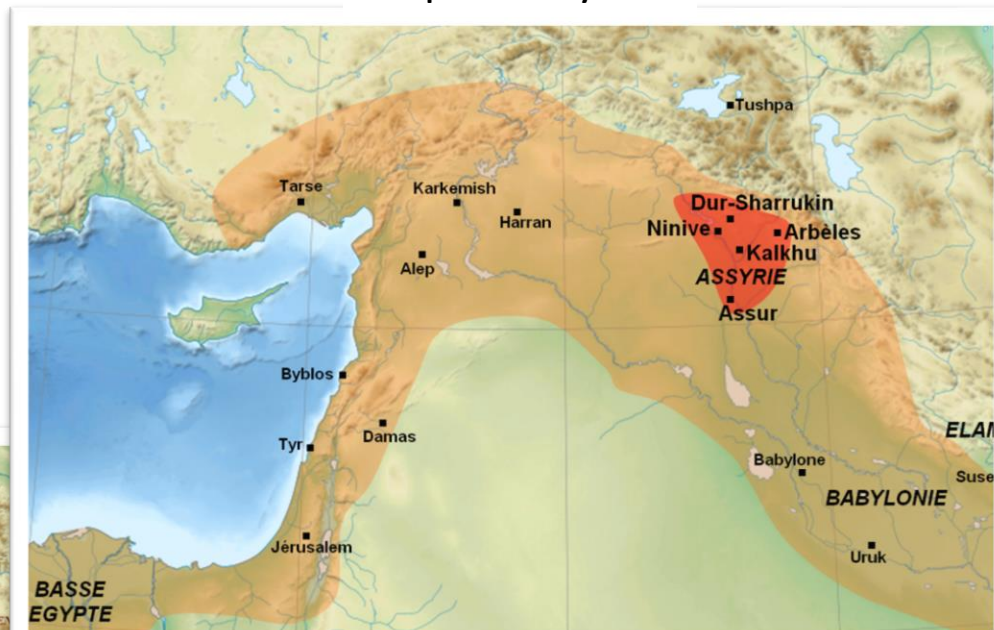 Tushpa
Tarse
Karkemish
Harran
Dur-Sharrukin
Ninive
Arbèles
Kalkhu
Alep
ASSYRIE
Assur
Byblos
Damas
Tyr
ELAM
Babylone
Suse
BABYLONIE
Jérusalem
Uruk
BASSE
EGYPTE